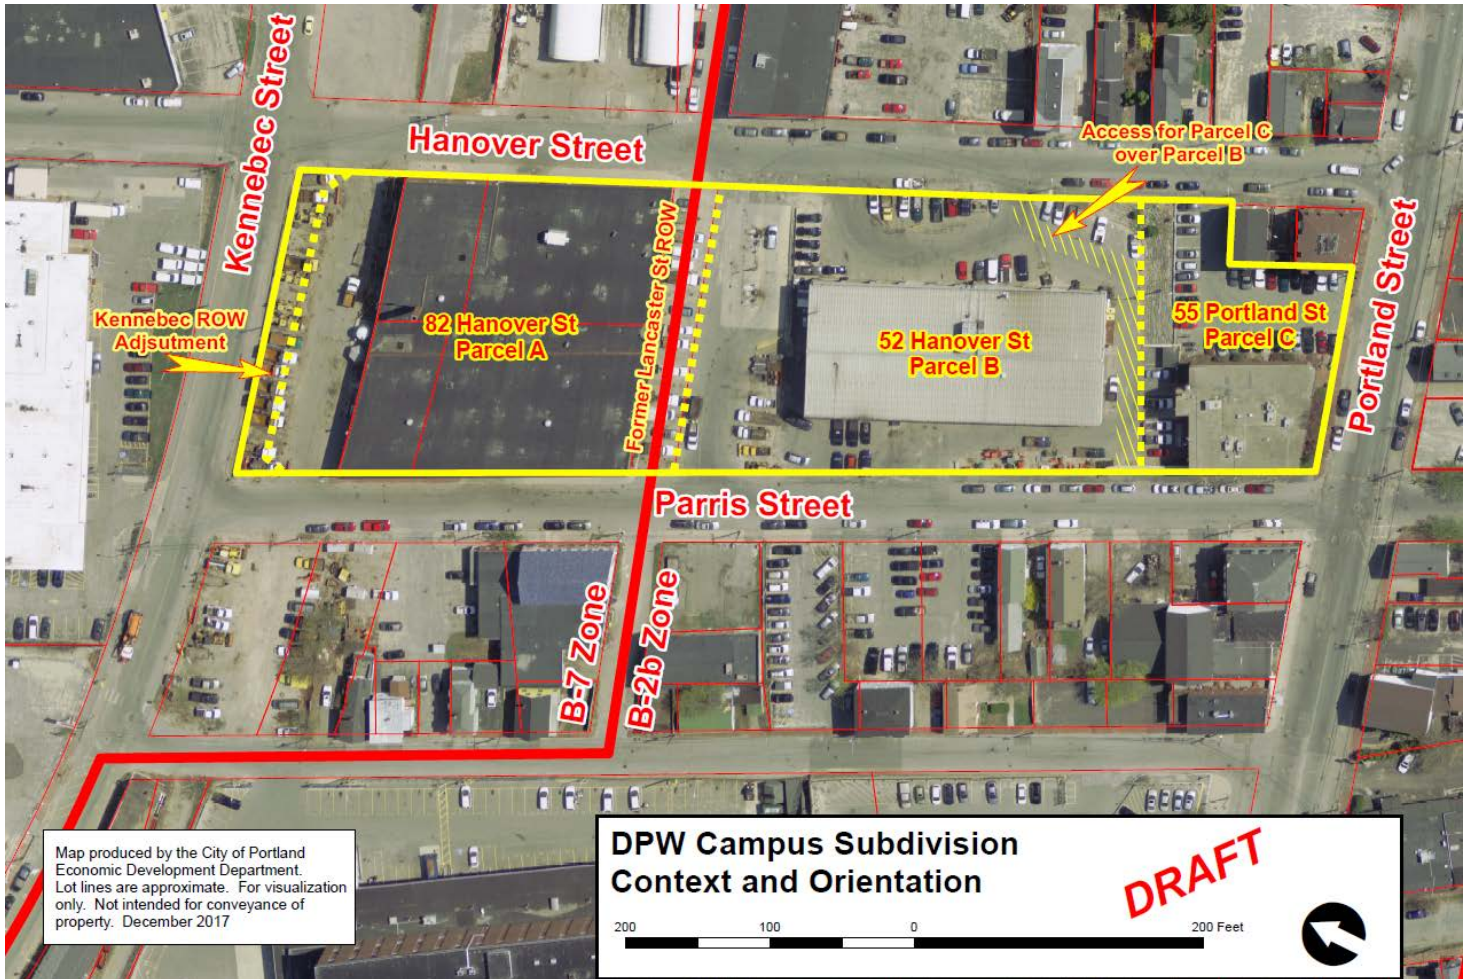 Kennebec Street
Hanover Street
Access for Parcel C
over Parcel B
Portland Street
Kennebec ROW
Adjsutment
82 Hanover St
Parcel A
Former Lancaster St ROW
52 Hanover St
Parcel B
55 Portland St
Parcel C
Parris Street
B-7 Zone
B-2b Zone
Map produced by the City of Portland
Economic Development Department.
Lot lines are approximate. For visualization
only. Not intended for conveyance of
property. December 2017
DPW Campus Subdivision
Context and Orientation
DRAFT
200 100 0 200 Feet